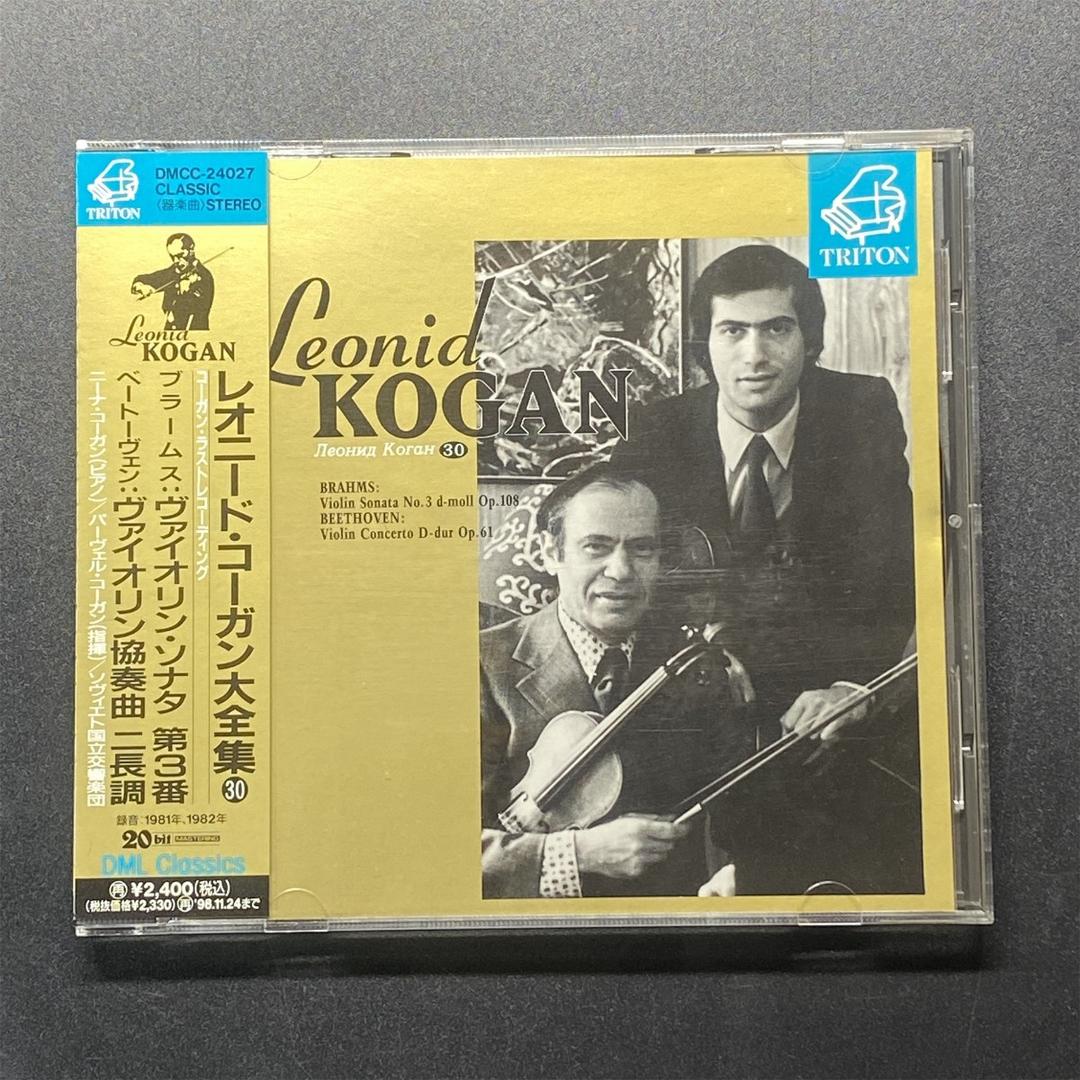 TRITON
DMCC-24027
CLASSIC
〈器楽曲〉STEREO
Leonid
KOGAN
レオニード・コーガン大全集㉚
コーガン・ラストレコーディング
ブラームス:ヴァイオリン・ソナタ 第3番
ベートーヴェン:ヴァイオリン協奏曲 ニ長調
ニーナ・コーガン(ピアノ)/パーヴェル・コーガン(指揮)/ソヴィエト国立交響楽団
録音:1981年、1982年
20bit MASTERING
DML Classics
再 ¥2,400(税込)
(税抜価格¥2,330) 再 '96.11.24まで
Leonid
KOGAN
Леонид Коган 30
BRAHMS:
Violin Sonata No.3 d-moll Op.108
BEETHOVEN:
Violin Concerto D-dur Op.61
TRITON